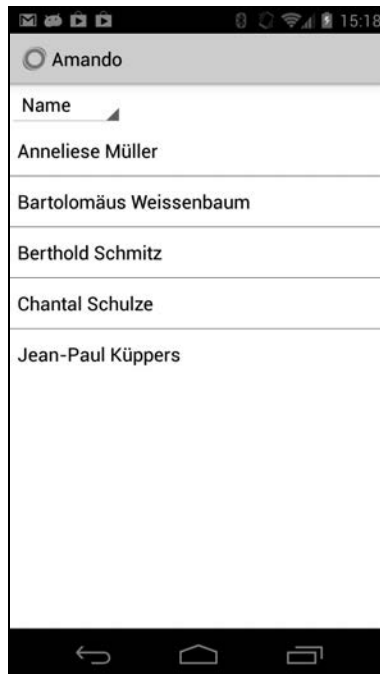 15:18
Amando
Name
Anneliese Müller
Bartolomäus Weissenbaum
Berthold Schmitz
Chantal Schulze
Jean-Paul Küppers